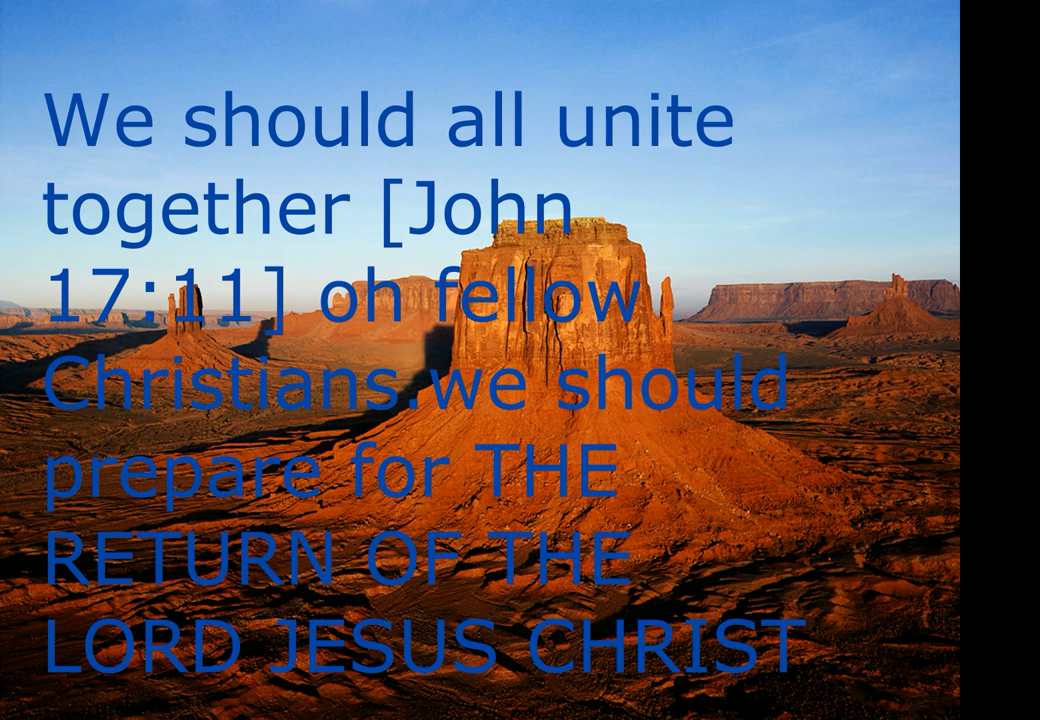 We should all unite
together [John
17:11] oh fellow
Christians.we should
prepare for THE
RETURN OF THE
LORD JESUS CHRIST